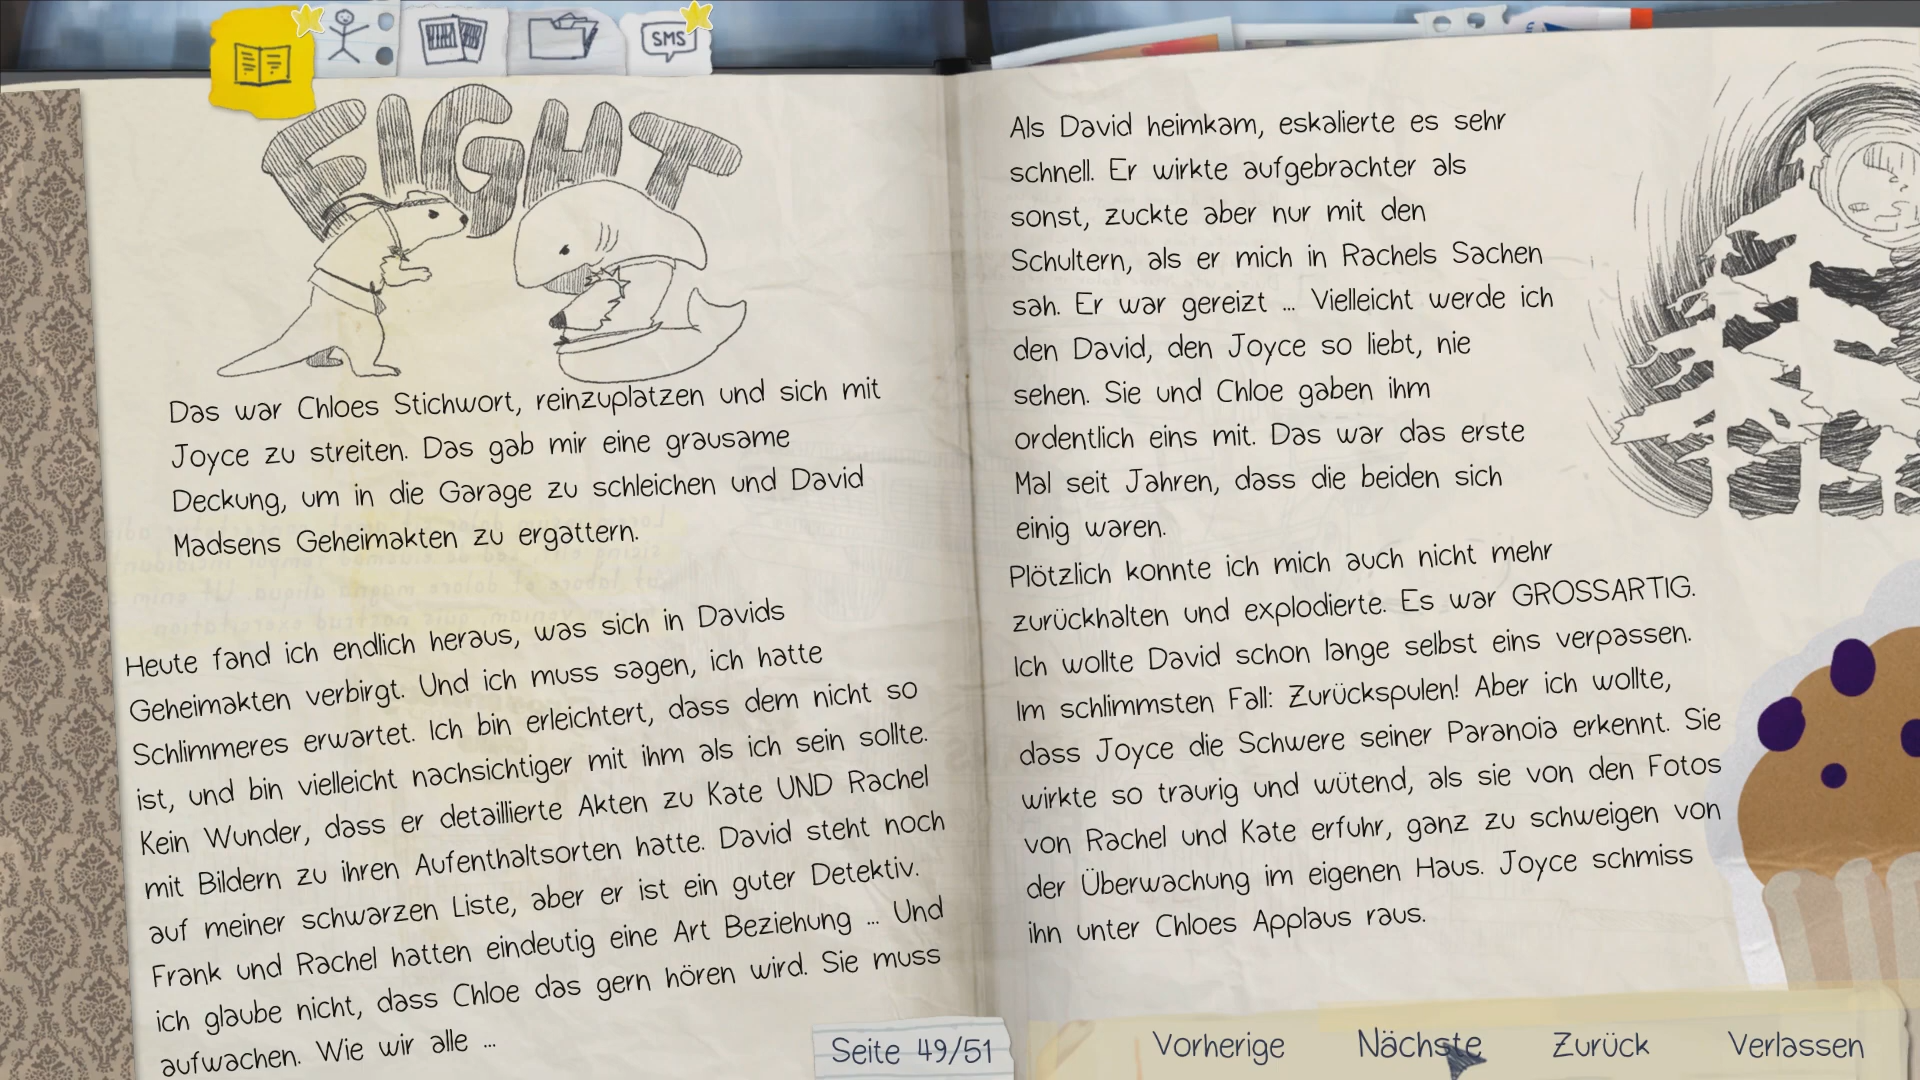 SMS
FIGHT
Das war Chloes Stichwort, reinzuplatzen und sich mit
Joyce zu streiten. Das gab mir eine grausame
Deckung, um in die Garage zu schleichen und David
Madsens Geheimakten zu ergattern.
Heute fand ich endlich heraus, was sich in Davids
Geheimakten verbirgt. Und ich muss sagen, ich hatte
Schlimmeres erwartet. Ich bin erleichtert, dass dem nicht so
ist, und bin vielleicht nachsichtiger mit ihm als ich sein sollte.
Kein Wunder, dass er detaillierte Akten zu Kate UND Rachel
mit Bildern zu ihren Aufenthaltsorten hatte. David steht noch
auf meiner schwarzen Liste, aber er ist ein guter Detektiv.
Frank und Rachel hatten eindeutig eine Art Beziehung ... Und
ich glaube nicht, dass Chloe das gern hören wird. Sie muss
aufwachen. Wie wir alle ...
Als David heimkam, eskalierte es sehr
schnell. Er wirkte aufgebrachter als
sonst, zuckte aber nur mit den
Schultern, als er mich in Rachels Sachen
sah. Er war gereizt ... Vielleicht werde ich
den David, den Joyce so liebt, nie
sehen. Sie und Chloe gaben ihm
ordentlich eins mit. Das war das erste
Mal seit Jahren, dass die beiden sich
einig waren.
Plötzlich konnte ich mich auch nicht mehr
zurückhalten und explodierte. Es war GROSSARTIG.
Ich wollte David schon lange selbst eins verpassen.
Im schlimmsten Fall: Zurückspulen! Aber ich wollte,
dass Joyce die Schwere seiner Paranoia erkennt. Sie
wirkte so traurig und wütend, als sie von den Fotos
von Rachel und Kate erfuhr, ganz zu schweigen von
der Überwachung im eigenen Haus. Joyce schmiss
ihn unter Chloes Applaus raus.
Seite 49/51
Vorherige Nächste Zurück Verlassen